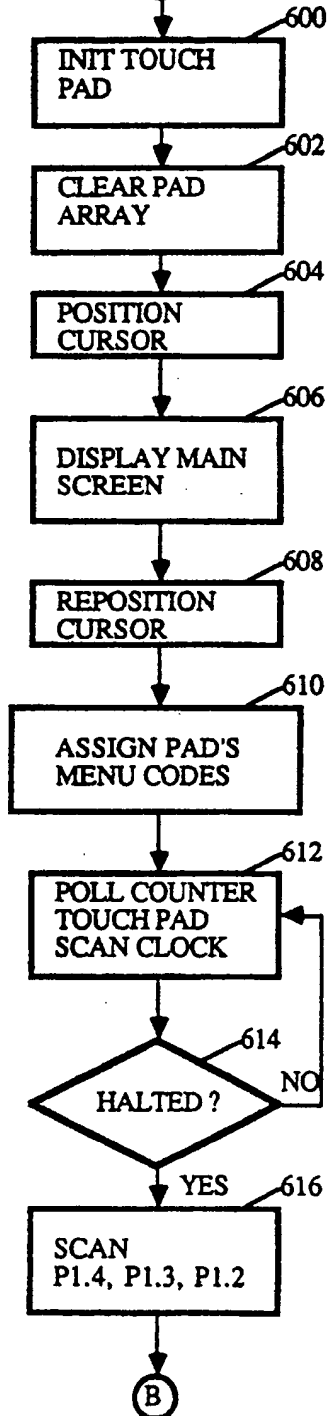 600
INIT TOUCH
PAD
602
CLEAR PAD
ARRAY
604
POSITION
CURSOR
606
DISPLAY MAIN
SCREEN
608
REPOSITION
CURSOR
610
ASSIGN PAD'S
MENU CODES
612
POLL COUNTER
TOUCH PAD
SCAN CLOCK
614
HALTED ?
NO
YES
616
SCAN
P1.4, P1.3, P1.2
B